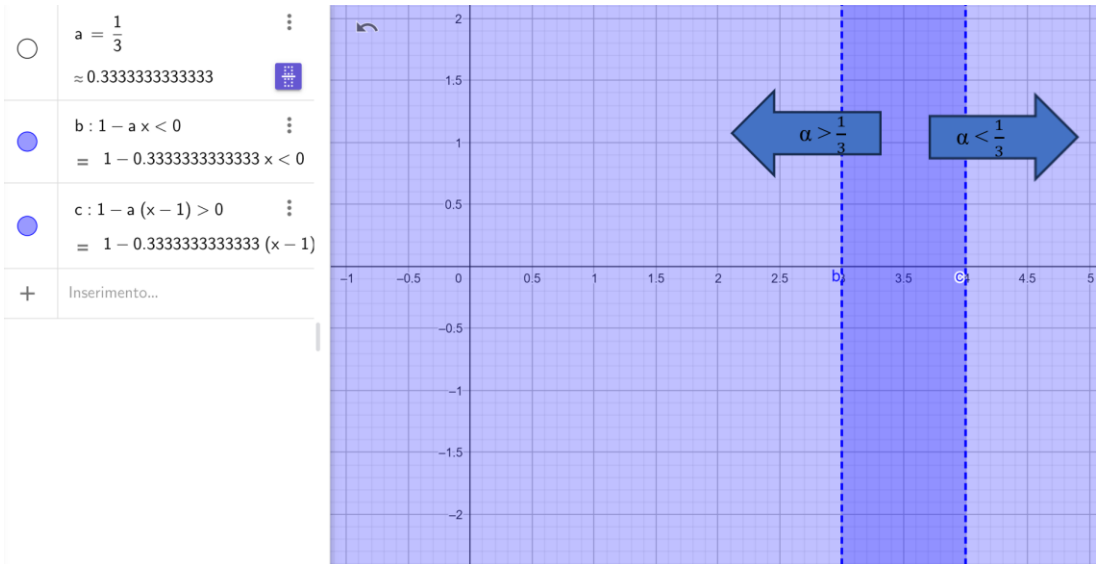 a = 1/3
≈ 0.3333333333333
b : 1 − a x < 0
= 1 − 0.3333333333333 x < 0
c : 1 − a (x − 1) > 0
= 1 − 0.3333333333333 (x − 1)
+ Inserimento...
2
1.5
α > 1/3
α < 1/3
1
0.5
−1 −0.5 0 0.5 1 1.5 2 2.5 b 3.5 c 4.5 5
−0.5
−1
−1.5
−2